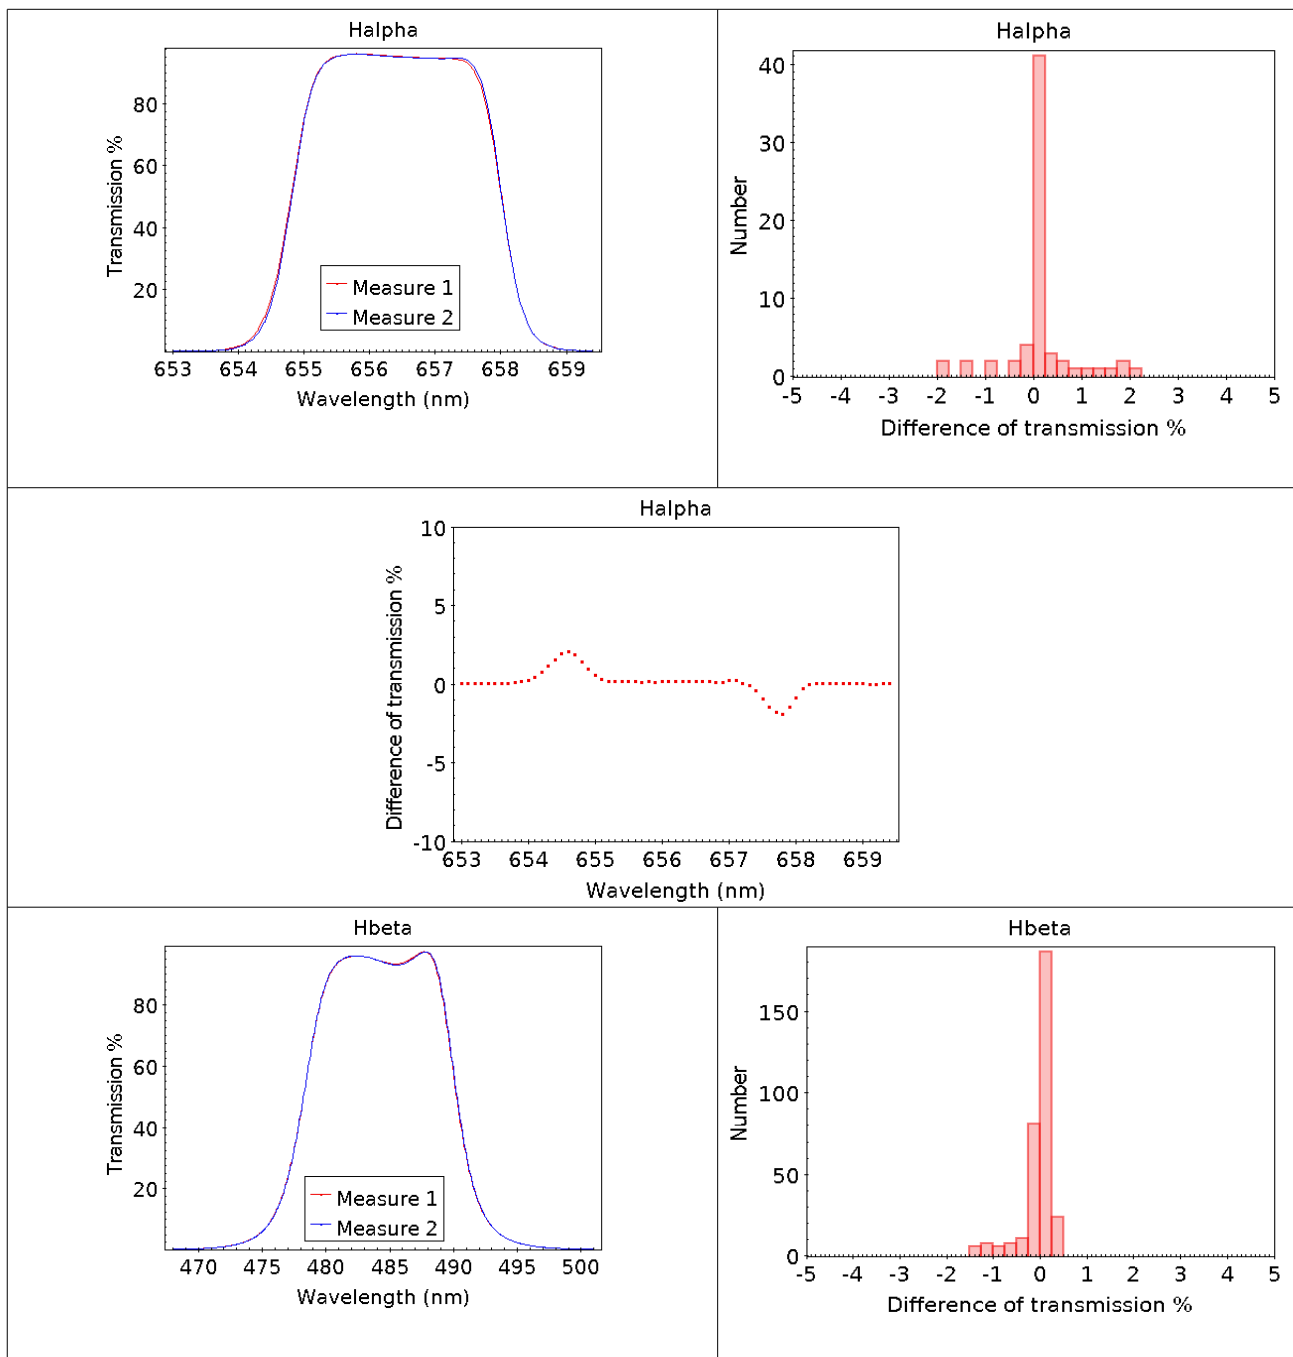 Halpha
Transmission %
80
60
40
20
Measure 1
Measure 2
653 654 655 656 657 658 659
Wavelength (nm)
Halpha
Number
40
30
20
10
0
-5 -4 -3 -2 -1 0 1 2 3 4 5
Difference of transmission %
Halpha
Difference of transmission %
10
5
0
-5
-10
653 654 655 656 657 658 659
Wavelength (nm)
Hbeta
Transmission %
80
60
40
20
Measure 1
Measure 2
470 475 480 485 490 495 500
Wavelength (nm)
Hbeta
Number
150
100
50
0
-5 -4 -3 -2 -1 0 1 2 3 4 5
Difference of transmission %